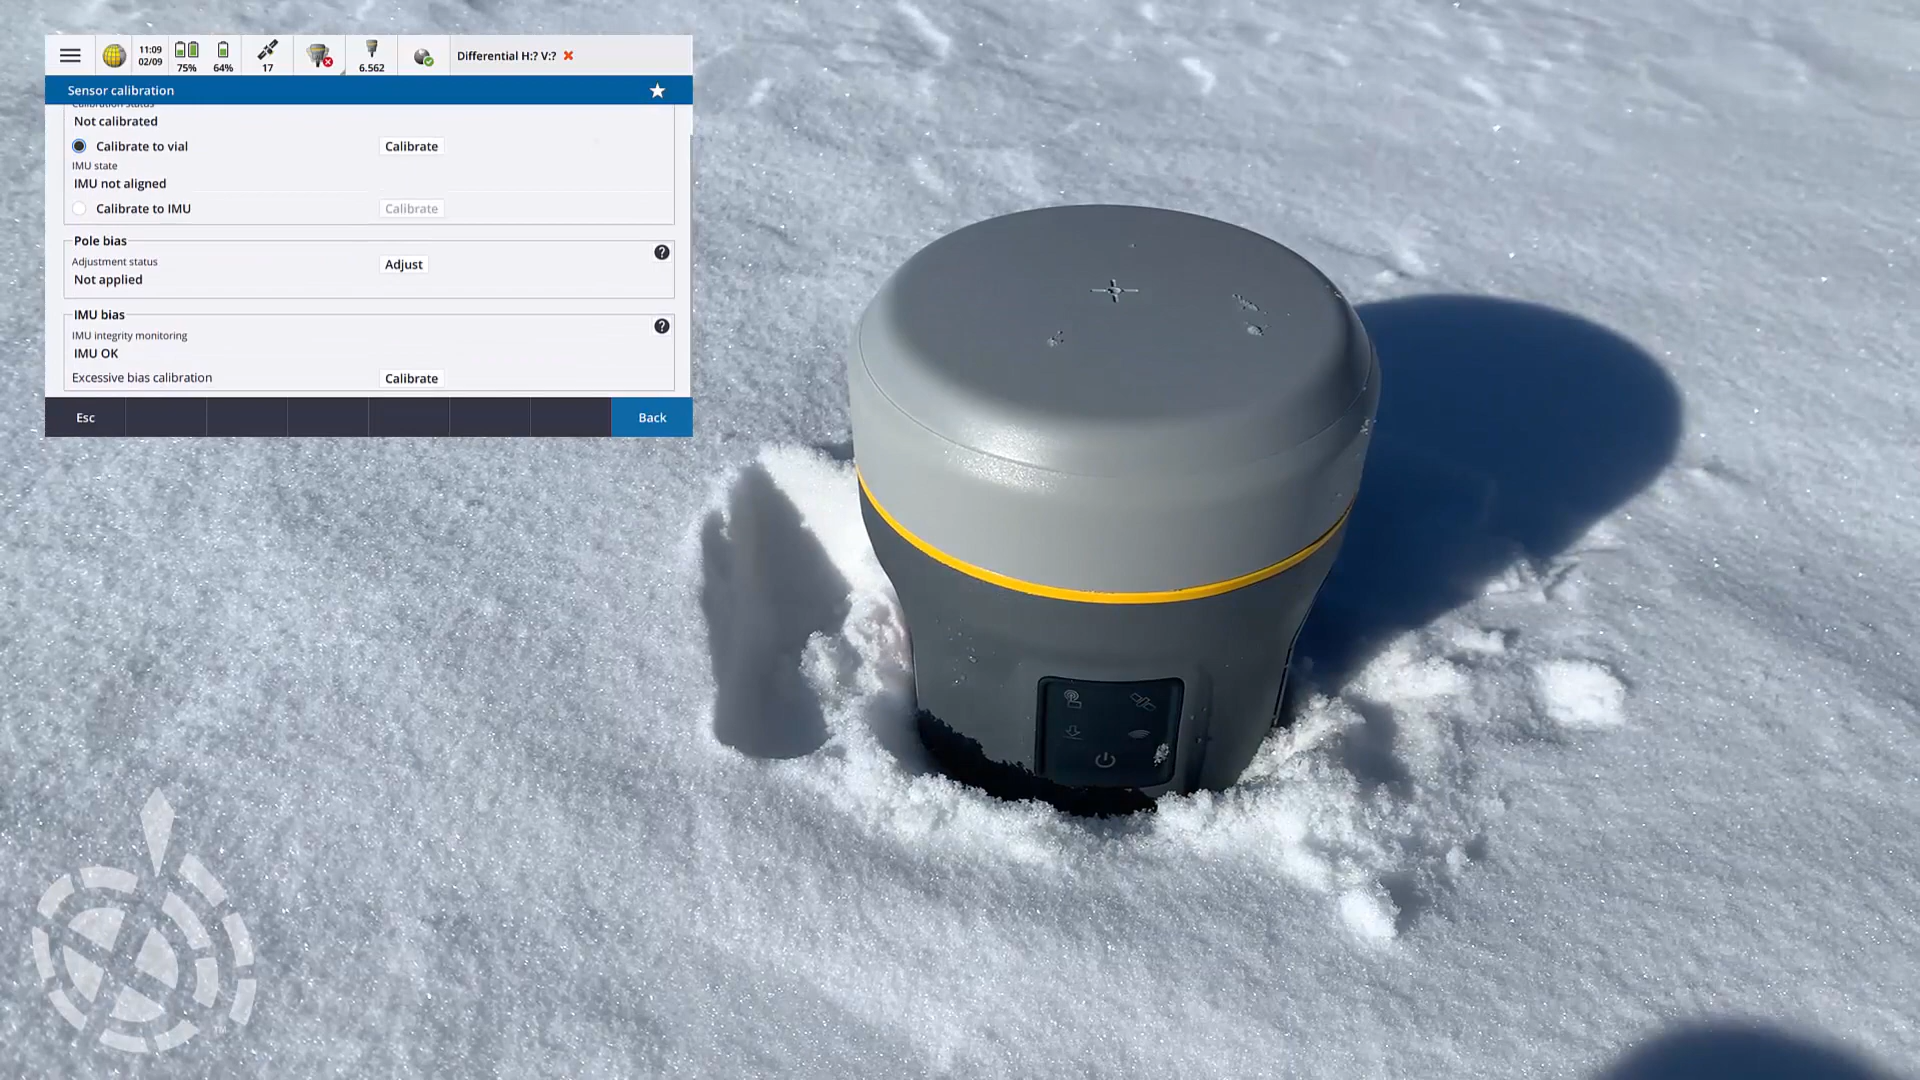 11:09
02/09
75%
64%
17
6.562
Differential H:? V:?
Sensor calibration
Calibration status
Not calibrated
Calibrate to vial
Calibrate
IMU state
IMU not aligned
Calibrate to IMU
Calibrate
Pole bias
Adjustment status
Adjust
Not applied
IMU bias
IMU integrity monitoring
IMU OK
Excessive bias calibration
Calibrate
Esc
Back